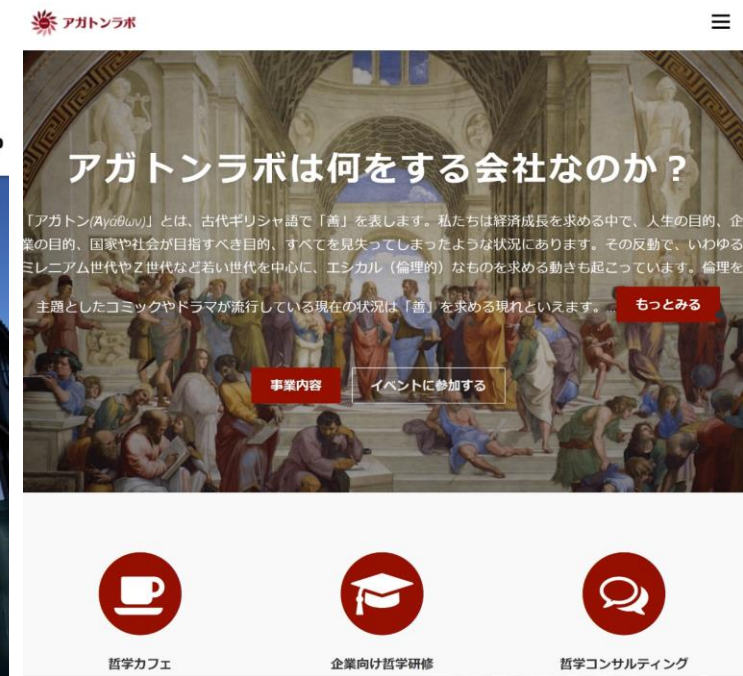 アガトンラボ
アガトンラボは何をする会社なのか?
「アガトン(Ἀγάθων)」とは、古代ギリシャ語で「善」を表します。私たちは経済成長を求める中で、人生の目的、企
業の目的、国家や社会が目指すべき目的、すべてを見失ってしまったような状況にあります。その反動で、いわゆる
ミレニアム世代やZ世代など若い世代を中心に、エシカル（倫理的）なものを求める動きも起こっています。倫理を
主題としたコミックやドラマが流行している現在の状況は「善」を求める現れといえます。... もっとみる
事業内容 イベントに参加する
哲学カフェ 企業向け哲学研修 哲学コンサルティング